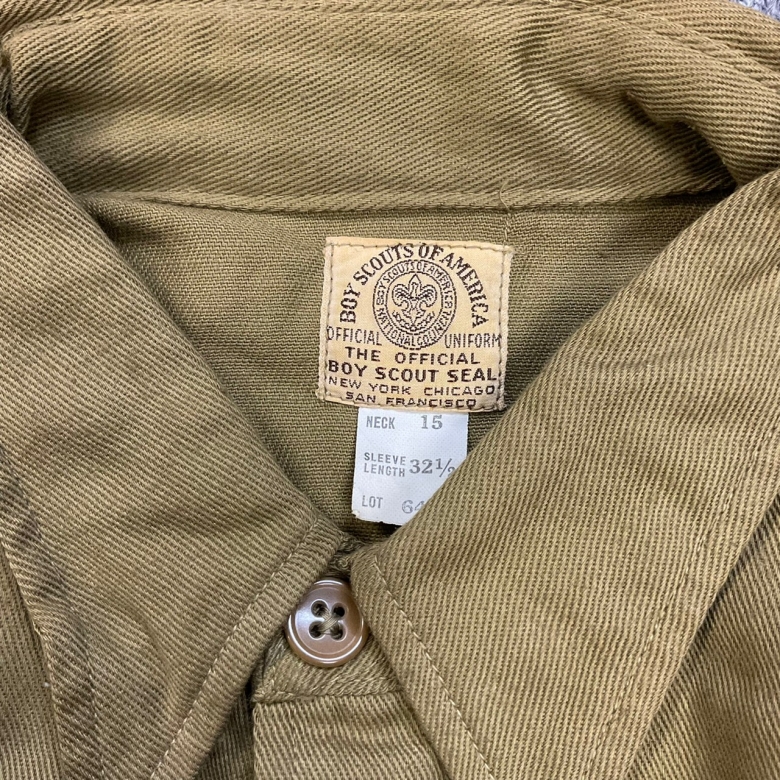 BOY SCOUTS OF AMERICA
BOY SCOUTS OF AMERICA
NATIONAL COUNCIL
OFFICIAL UNIFORM
THE OFFICIAL
BOY SCOUT SEAL
NEW YORK CHICAGO
SAN FRANCISCO
NECK 15
SLEEVE LENGTH 32½
LOT